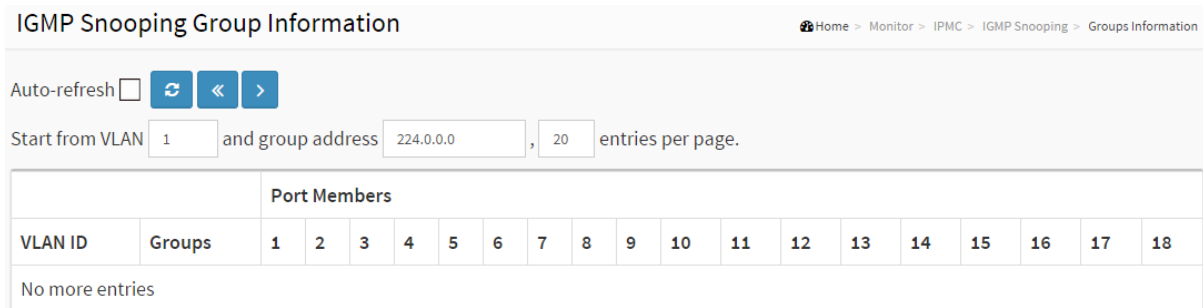 IGMP Snooping Group Information
Home > Monitor > IPMC > IGMP Snooping > Groups Information
Auto-refresh
Start from VLAN 1 and group address 224.0.0.0 , 20 entries per page.
Port Members
VLAN ID Groups 1 2 3 4 5 6 7 8 9 10 11 12 13 14 15 16 17 18
No more entries